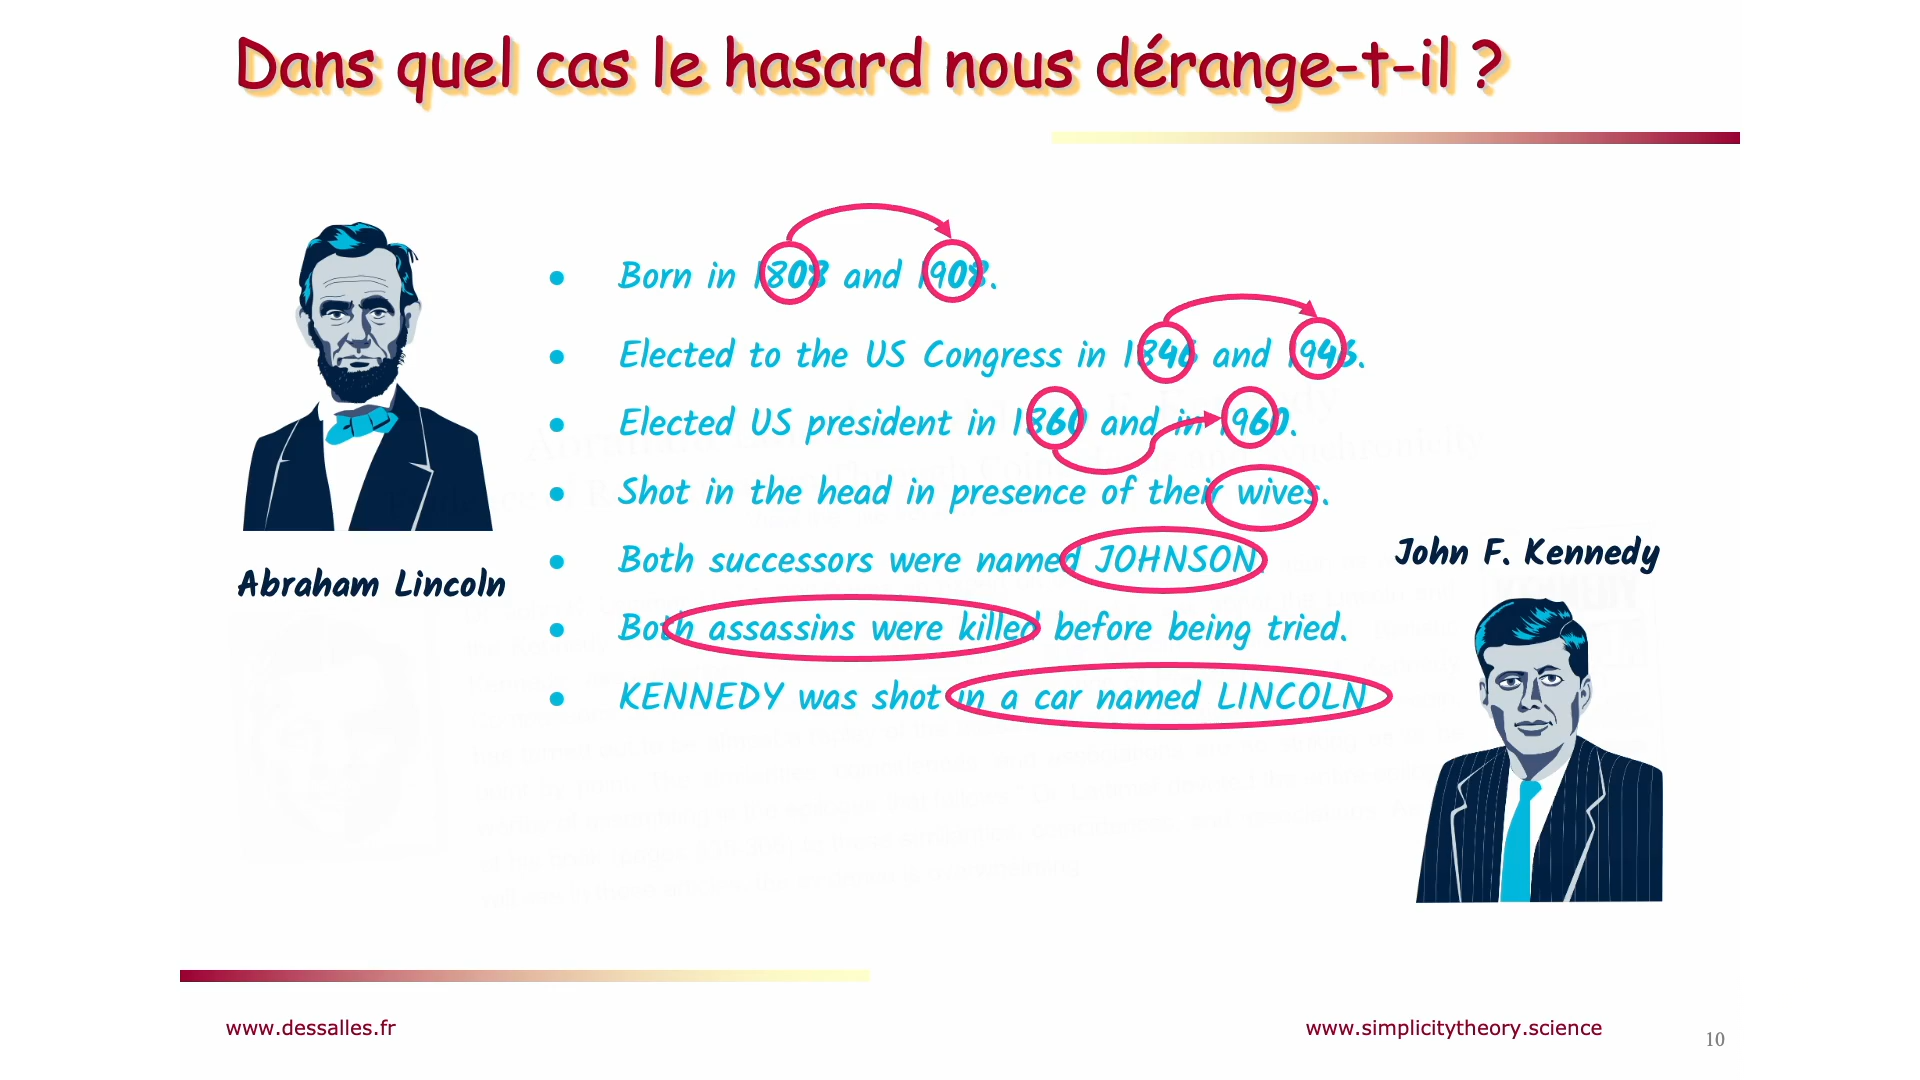 Dans quel cas le hasard nous dérange-t-il ?
• Born in 1808 and 1908.
• Elected to the US Congress in 1846 and 1946.
• Elected US president in 1860 and in 1960.
• Shot in the head in presence of their wives.
• Both successors were named JOHNSON.
• Both assassins were killed before being tried.
• KENNEDY was shot in a car named LINCOLN
Abraham Lincoln
John F. Kennedy
www.dessalles.fr
www.simplicitytheory.science
10